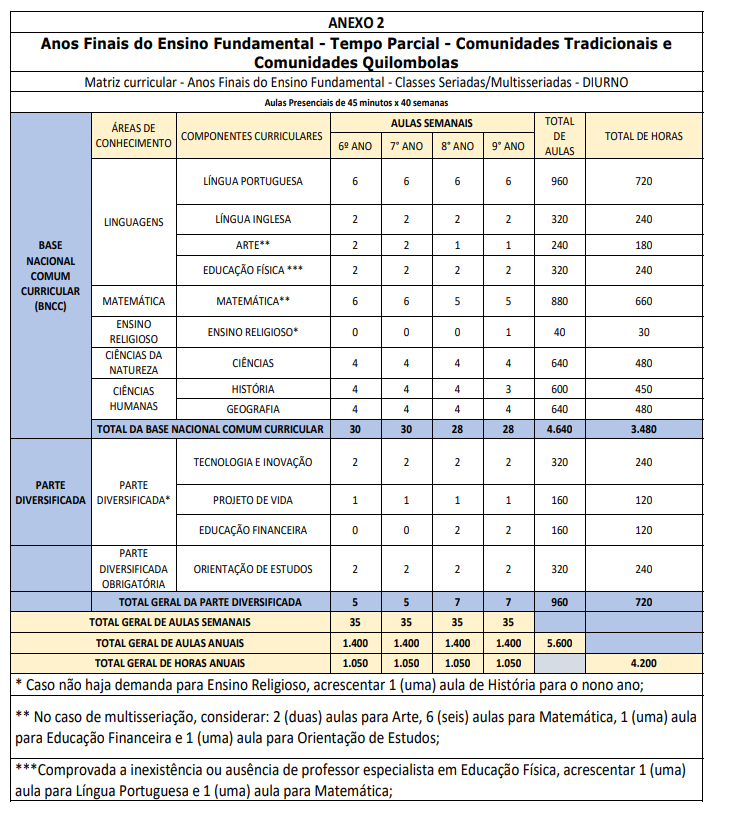 ANEXO 2
Anos Finais do Ensino Fundamental - Tempo Parcial - Comunidades Tradicionais e
Comunidades Quilombolas
Matriz curricular - Anos Finais do Ensino Fundamental - Classes Seriadas/Multisseriadas - DIURNO
Aulas Presenciais de 45 minutos x 40 semanas
ÁREAS DE CONHECIMENTO COMPONENTES CURRICULARES AULAS SEMANAIS TOTAL DE AULAS TOTAL DE HORAS
6º ANO 7° ANO 8° ANO 9° ANO
BASE NACIONAL COMUM CURRICULAR (BNCC)
LINGUAGENS
LÍNGUA PORTUGUESA 6 6 6 6 960 720
LÍNGUA INGLESA 2 2 2 2 320 240
ARTE** 2 2 1 1 240 180
EDUCAÇÃO FÍSICA *** 2 2 2 2 320 240
MATEMÁTICA MATEMÁTICA** 6 6 5 5 880 660
ENSINO RELIGIOSO ENSINO RELIGIOSO* 0 0 0 1 40 30
CIÊNCIAS DA NATUREZA CIÊNCIAS 4 4 4 4 640 480
CIÊNCIAS HUMANAS
HISTÓRIA 4 4 4 3 600 450
GEOGRAFIA 4 4 4 4 640 480
TOTAL DA BASE NACIONAL COMUM CURRICULAR 30 30 28 28 4.640 3.480
PARTE DIVERSIFICADA
PARTE DIVERSIFICADA*
TECNOLOGIA E INOVAÇÃO 2 2 2 2 320 240
PROJETO DE VIDA 1 1 1 1 160 120
EDUCAÇÃO FINANCEIRA 0 0 2 2 160 120
PARTE DIVERSIFICADA OBRIGATÓRIA ORIENTAÇÃO DE ESTUDOS 2 2 2 2 320 240
TOTAL GERAL DA PARTE DIVERSIFICADA 5 5 7 7 960 720
TOTAL GERAL DE AULAS SEMANAIS 35 35 35 35
TOTAL GERAL DE AULAS ANUAIS 1.400 1.400 1.400 1.400 5.600
TOTAL GERAL DE HORAS ANUAIS 1.050 1.050 1.050 1.050 4.200
* Caso não haja demanda para Ensino Religioso, acrescentar 1 (uma) aula de História para o nono ano;
** No caso de multisseriação, considerar: 2 (duas) aulas para Arte, 6 (seis) aulas para Matemática, 1 (uma) aula
para Educação Financeira e 1 (uma) aula para Orientação de Estudos;
***Comprovada a inexistência ou ausência de professor especialista em Educação Física, acrescentar 1 (uma)
aula para Língua Portuguesa e 1 (uma) aula para Matemática;